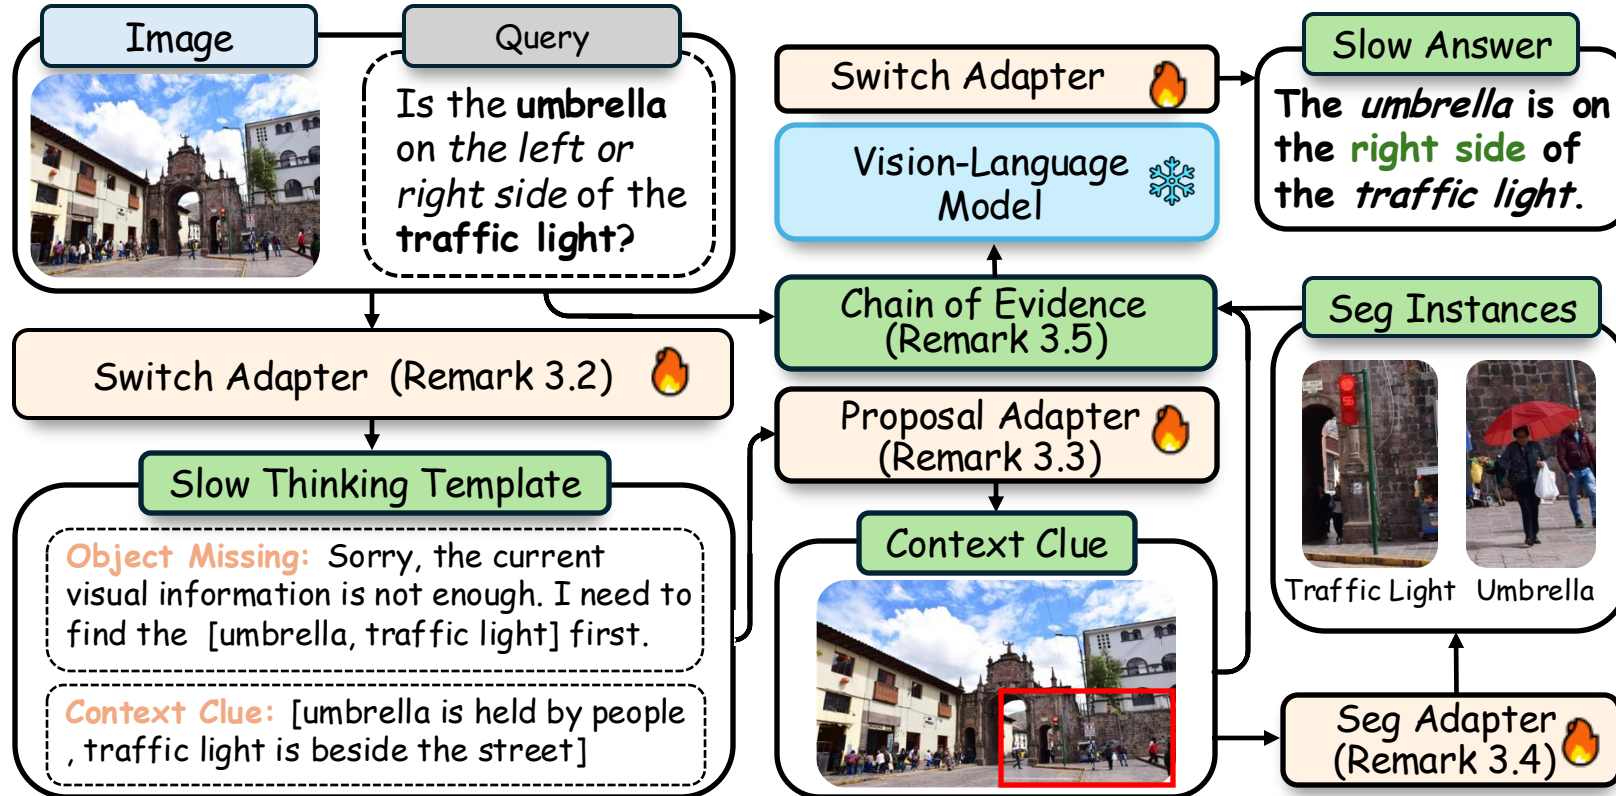 Image
Query
Is the umbrella
on the left or
right side of the
traffic light?
Switch Adapter (Remark 3.2)
Slow Thinking Template
Object Missing: Sorry, the current
visual information is not enough. I need to
find the [umbrella, traffic light] first.
Context Clue: [umbrella is held by people
, traffic light is beside the street]
Switch Adapter
Vision-Language
Model
Chain of Evidence
(Remark 3.5)
Proposal Adapter
(Remark 3.3)
Context Clue
Slow Answer
The umbrella is on
the right side of
the traffic light.
Seg Instances
Traffic Light
Umbrella
Seg Adapter
(Remark 3.4)